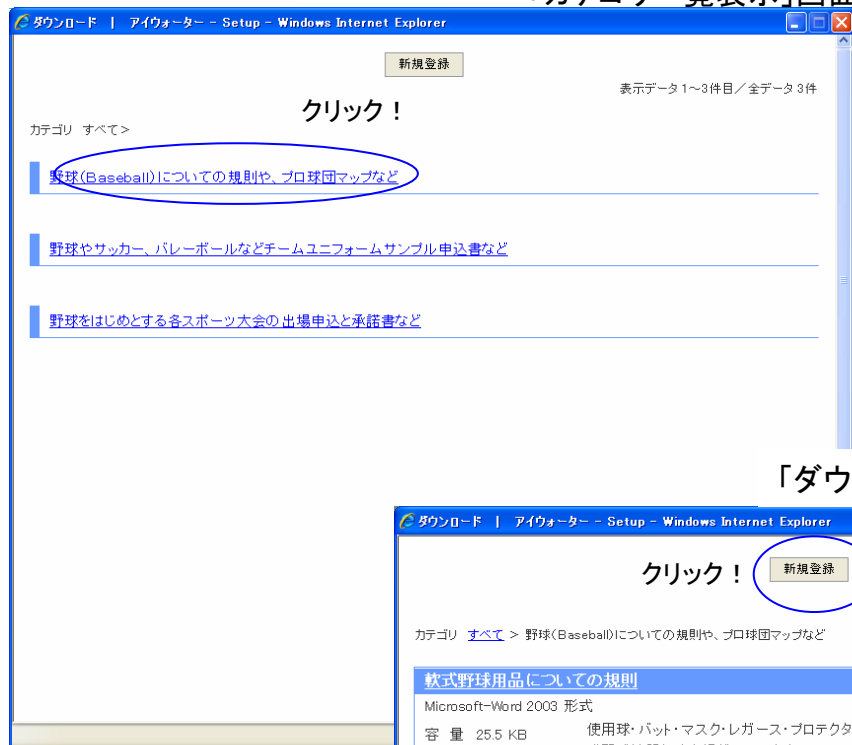 「カテゴリ一覧表示」画面
ダウンロード | アイウォーター - Setup - Windows Internet Explorer
新規登録
表示データ 1～3件目／全データ 3件
クリック！
カテゴリ すべて >
野球(Baseball)についての規則や、プロ球団マップなど
野球やサッカー、バレーボールなどチームユニフォームサンプル申込書など
野球をはじめとする各スポーツ大会の出場申込と承諾書など
「ダウ
ダウンロード | アイウォーター - Setup - Windows Internet Explorer
クリック！
新規登録
カテゴリ すべて > 野球(Baseball)についての規則や、プロ球団マップなど
軟式野球用品についての規則
Microsoft-Word 2003 形式
容 量 25.5 KB
使用球・バット・マスク・レガース・プロテクタ